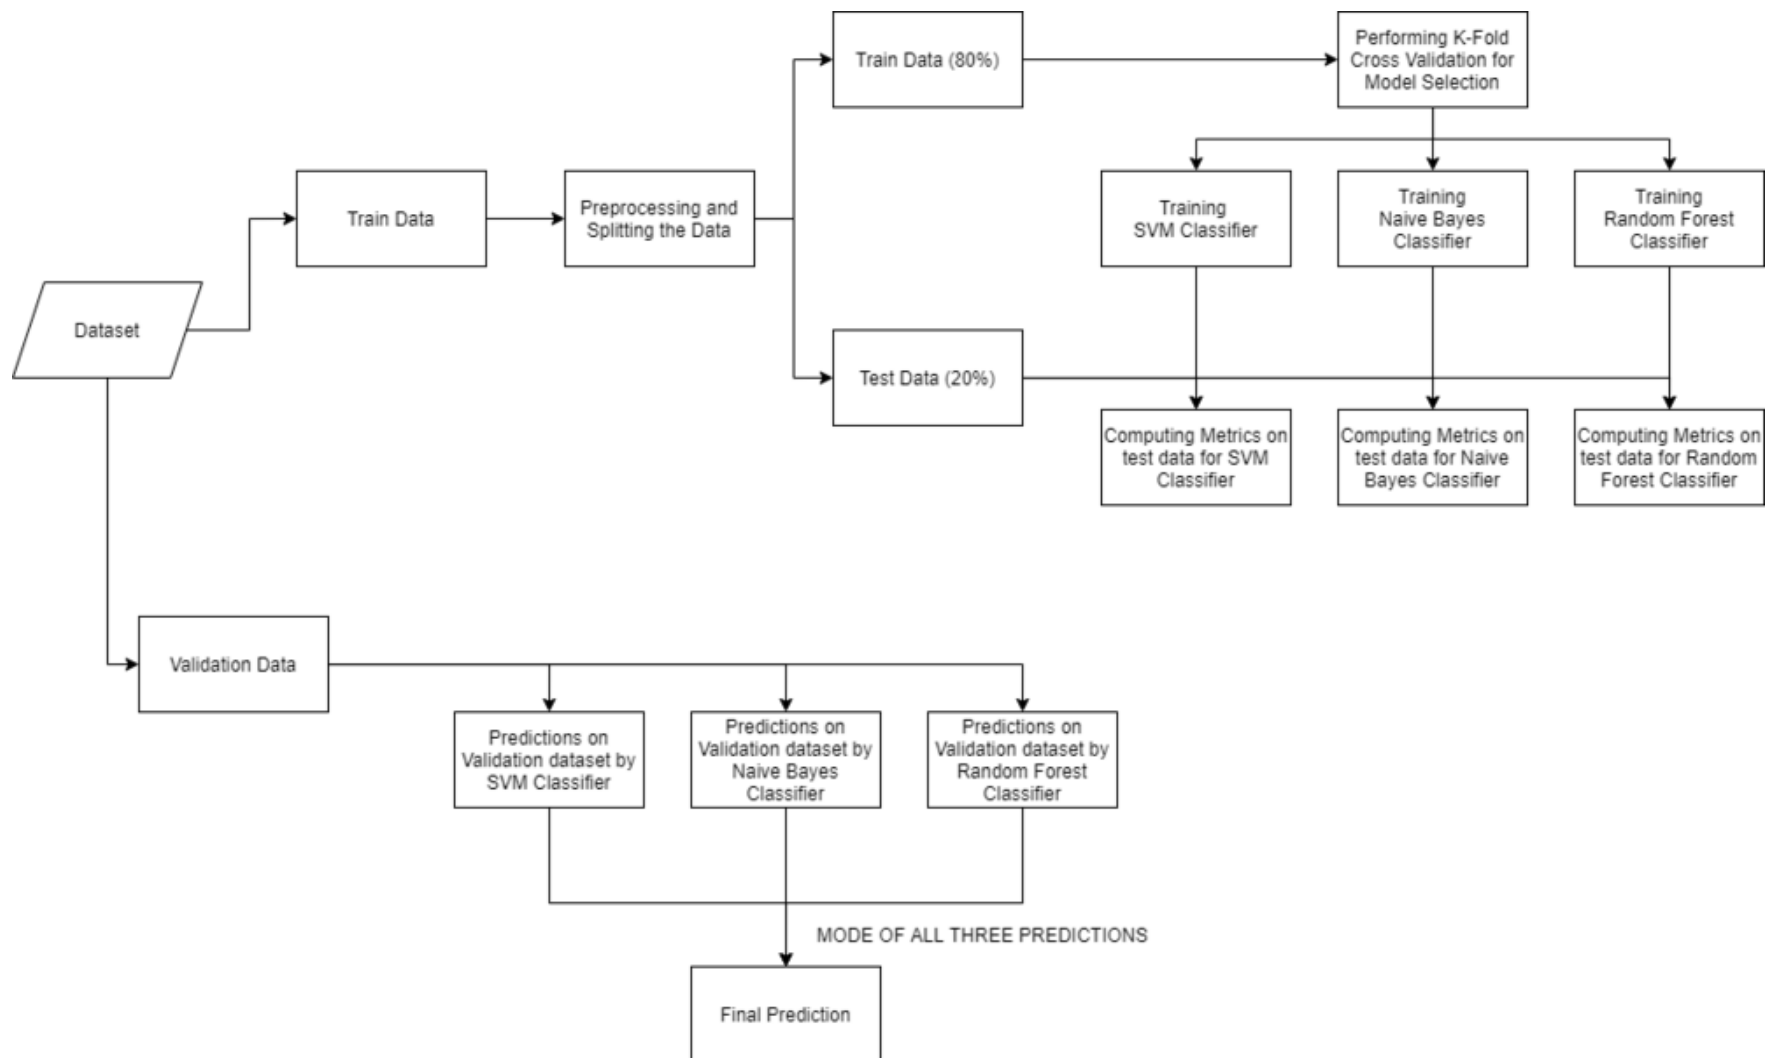 Train Data (80%)
Performing K-Fold
Cross Validation for
Model Selection
Train Data
Preprocessing and
Splitting the Data
Training
SVM Classifier
Training
Naive Bayes
Classifier
Training
Random Forest
Classifier
Dataset
Test Data (20%)
Computing Metrics on
test data for SVM
Classifier
Computing Metrics on
test data for Naive
Bayes Classifier
Computing Metrics on
test data for Random
Forest Classifier
Validation Data
Predictions on
Validation dataset by
SVM Classifier
Predictions on
Validation dataset by
Naive Bayes
Classifier
Predictions on
Validation dataset by
Random Forest
Classifier
MODE OF ALL THREE PREDICTIONS
Final Prediction